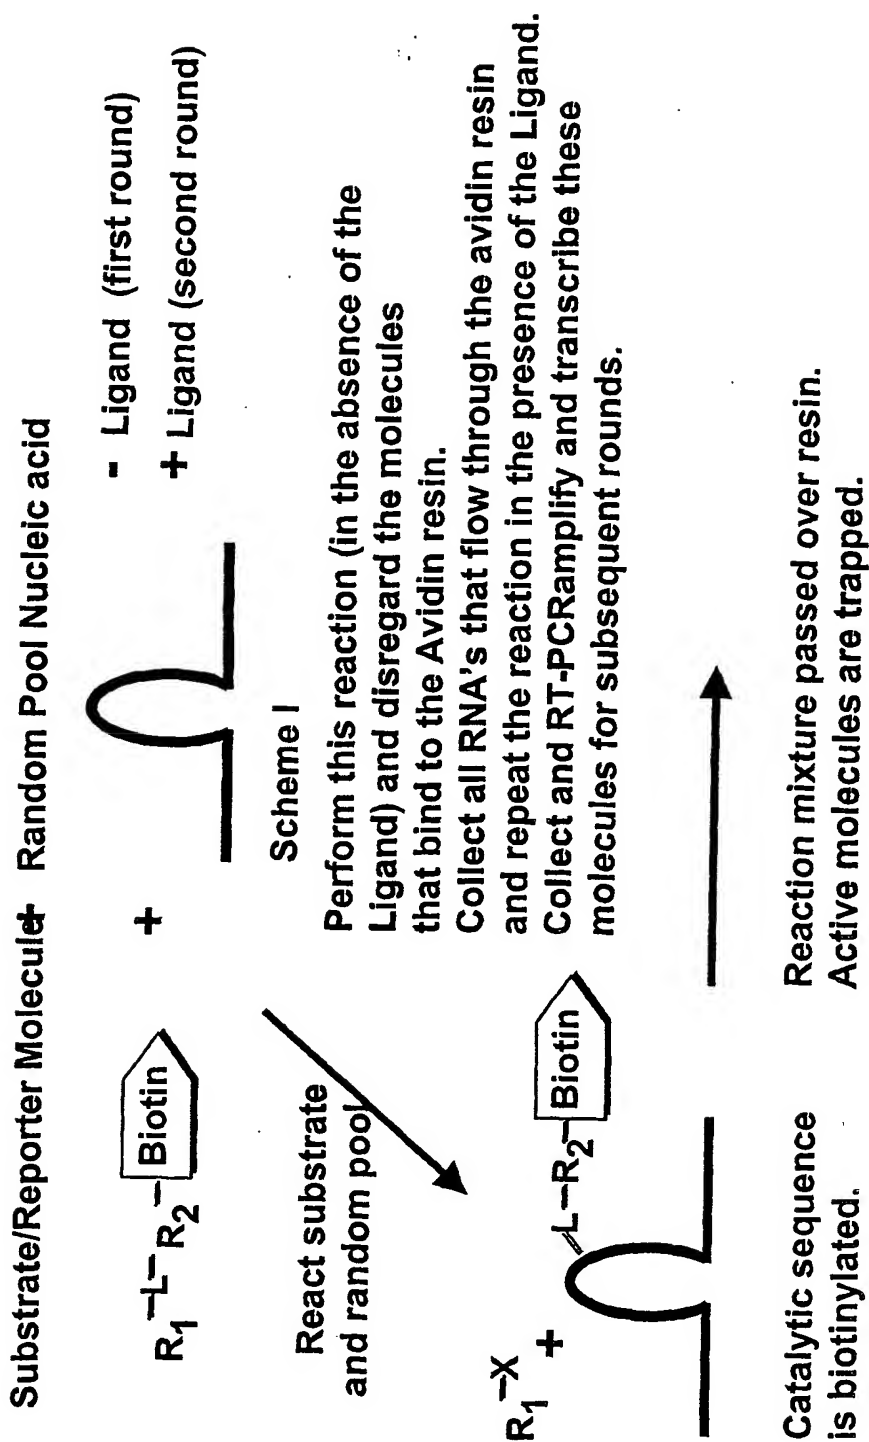 Substrate/Reporter Molecule + Random Pool Nucleic acid
R1-L-R2-Biotin
+
- Ligand (first round)
+ Ligand (second round)
React substrate
and random pool
Scheme I
Perform this reaction (in the absence of the
Ligand) and disregard the molecules
that bind to the Avidin resin.
Collect all RNA's that flow through the avidin resin
and repeat the reaction in the presence of the Ligand.
Collect and RT-PCRamplify and transcribe these
molecules for subsequent rounds.
R1-X
+
L-R2-Biotin
Catalytic sequence
is biotinylated.
Reaction mixture passed over resin.
Active molecules are trapped.